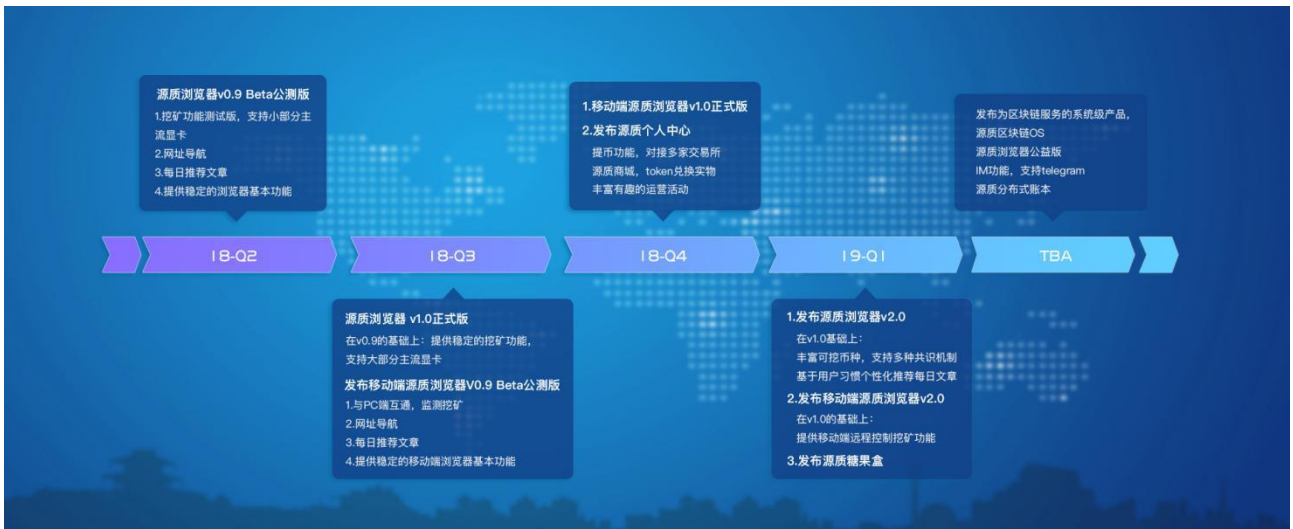 源质浏览器v0.9 Beta公测版
1.挖矿功能测试版，支持小部分主
流显卡
2.网址导航
3.每日推荐文章
4.提供稳定的浏览器基本功能
1.移动端源质浏览器v1.0正式版
2.发布源质个人中心
提币功能，对接多家交易所
源质商城，token兑换实物
丰富有趣的运营活动
发布为区块链服务的系统级产品，
源质区块链OS
源质浏览器公益版
IM功能，支持telegram
源质分布式账本
18-Q2
18-Q3
18-Q4
19-Q1
TBA
源质浏览器 v1.0正式版
在v0.9的基础上：提供稳定的挖矿功能，
支持大部分主流显卡
发布移动端源质浏览器V0.9 Beta公测版
1.与PC端互通，监测挖矿
2.网址导航
3.每日推荐文章
4.提供稳定的移动端浏览器基本功能
1.发布源质浏览器v2.0
在v1.0基础上：
丰富可挖币种，支持多种共识机制
基于用户习惯个性化推荐每日文章
2.发布移动端源质浏览器v2.0
在v1.0的基础上：
提供移动端远程控制挖矿功能
3.发布源质糖果盒